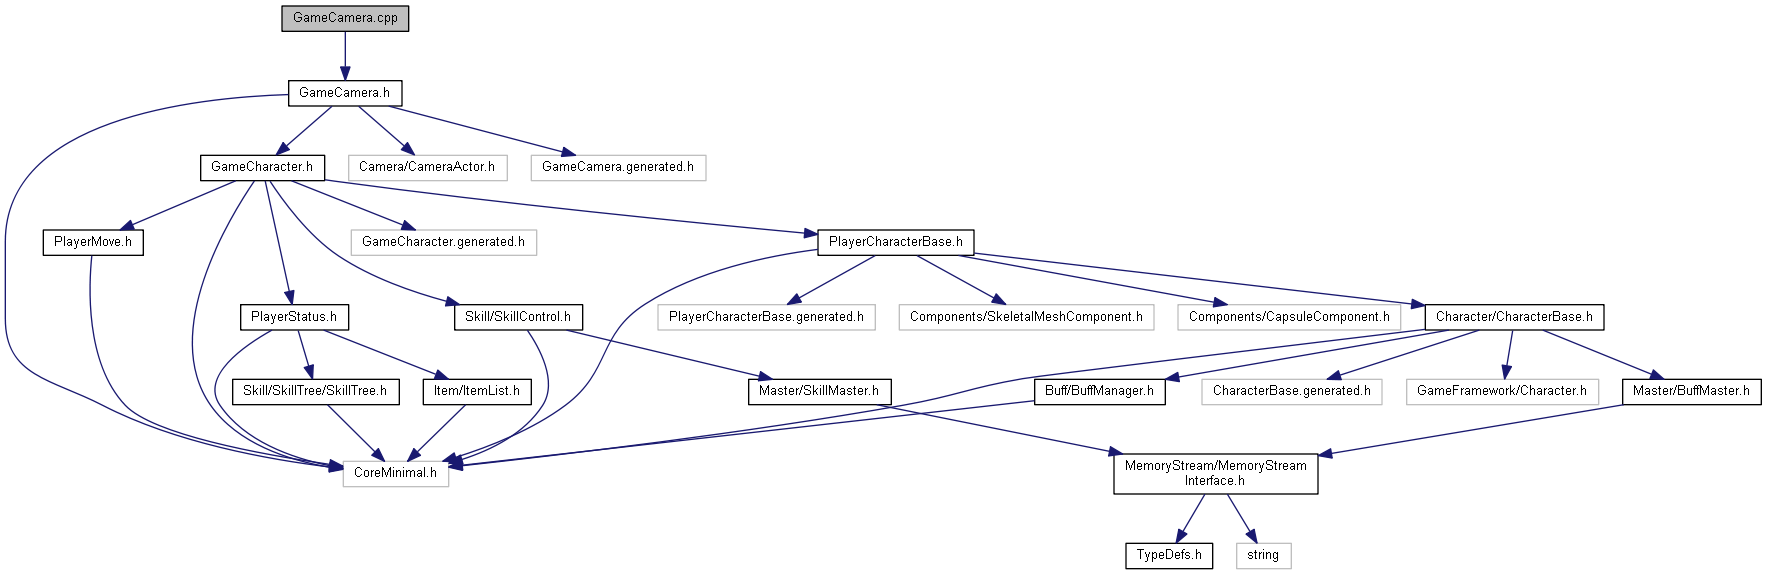 GameCamera.cpp
GameCamera.h
GameCharacter.h
Camera/CameraActor.h
GameCamera.generated.h
PlayerMove.h
GameCharacter.generated.h
PlayerCharacterBase.h
PlayerStatus.h
Skill/SkillControl.h
PlayerCharacterBase.generated.h
Components/SkeletalMeshComponent.h
Components/CapsuleComponent.h
Character/CharacterBase.h
Skill/SkillTree/SkillTree.h
Item/ItemList.h
Master/SkillMaster.h
Buff/BuffManager.h
CharacterBase.generated.h
GameFramework/Character.h
Master/BuffMaster.h
CoreMinimal.h
MemoryStream/MemoryStream
Interface.h
TypeDefs.h
string